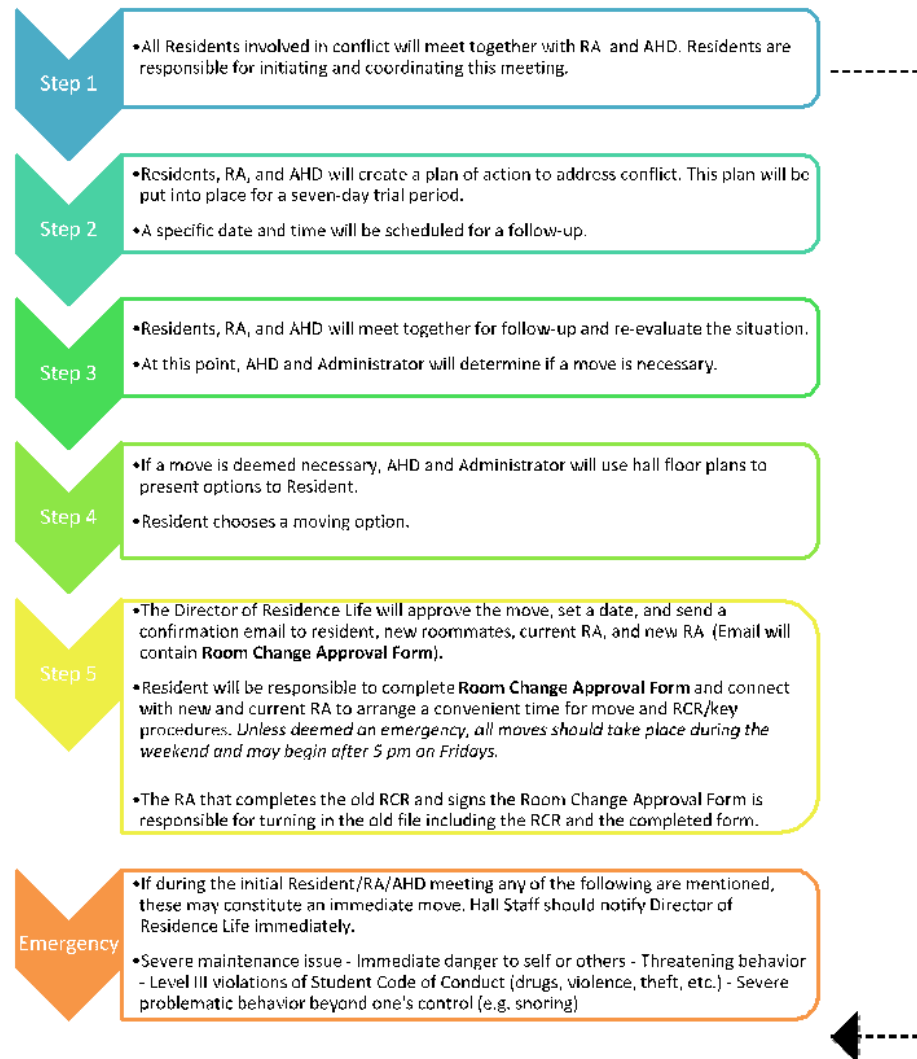 Step 1
•All Residents involved in conflict will meet together with RA and AHD. Residents are
responsible for initiating and coordinating this meeting.
Step 2
•Residents, RA, and AHD will create a plan of action to address conflict. This plan will be
put into place for a seven-day trial period.
•A specific date and time will be scheduled for a follow-up.
Step 3
•Residents, RA, and AHD will meet together for follow-up and re-evaluate the situation.
•At this point, AHD and Administrator will determine if a move is necessary.
Step 4
•If a move is deemed necessary, AHD and Administrator will use hall floor plans to
present options to Resident.
•Resident chooses a moving option.
Step 5
•The Director of Residence Life will approve the move, set a date, and send a
confirmation email to resident, new roommates, current RA, and new RA (Email will
contain Room Change Approval Form).
•Resident will be responsible to complete Room Change Approval Form and connect
with new and current RA to arrange a convenient time for move and RCR/key
procedures. Unless deemed an emergency, all moves should take place during the
weekend and may begin after 5 pm on Fridays.
•The RA that completes the old RCR and signs the Room Change Approval Form is
responsible for turning in the old file including the RCR and the completed form.
Emergency
•If during the initial Resident/RA/AHD meeting any of the following are mentioned,
these may constitute an immediate move. Hall Staff should notify Director of
Residence Life immediately.
•Severe maintenance issue - Immediate danger to self or others - Threatening behavior
- Level III violations of Student Code of Conduct (drugs, violence, theft, etc.) - Severe
problematic behavior beyond one's control (e.g. snoring)